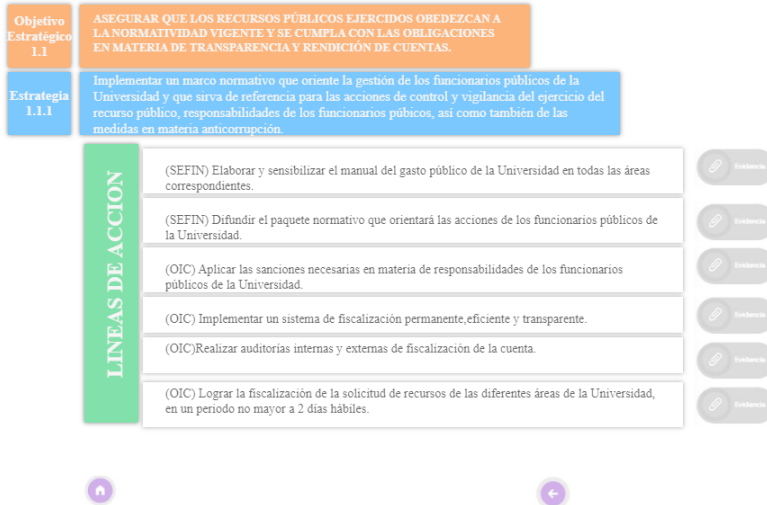 Objetivo
Estratégico
1.1
ASEGURAR QUE LOS RECURSOS PÚBLICOS EJERCIDOS OBEDEZCAN A
LA NORMATIVIDAD VIGENTE Y SE CUMPLA CON LAS OBLIGACIONES
EN MATERIA DE TRANSPARENCIA Y RENDICIÓN DE CUENTAS.
Estrategia
1.1.1
Implementar un marco normativo que oriente la gestión de los funcionarios públicos de la
Universidad y que sirva de referencia para las acciones de control y vigilancia del ejercicio del
recurso público, responsabilidades de los funcionarios púbicos, así como también de las
medidas en materia anticorrupción.
LINEAS DE ACCION
(SEFIN) Elaborar y sensibilizar el manual del gasto público de la Universidad en todas las áreas
correspondientes.
Evidencia
(SEFIN) Difundir el paquete normativo que orientará las acciones de los funcionarios públicos de
la Universidad.
Evidencia
(OIC) Aplicar las sanciones necesarias en materia de responsabilidades de los funcionarios
públicos de la Universidad.
Evidencia
(OIC) Implementar un sistema de fiscalización permanente,eficiente y transparente.
Evidencia
(OIC)Realizar auditorías internas y externas de fiscalización de la cuenta.
Evidencia
(OIC) Lograr la fiscalización de la solicitud de recursos de las diferentes áreas de la Universidad,
en un periodo no mayor a 2 días hábiles.
Evidencia